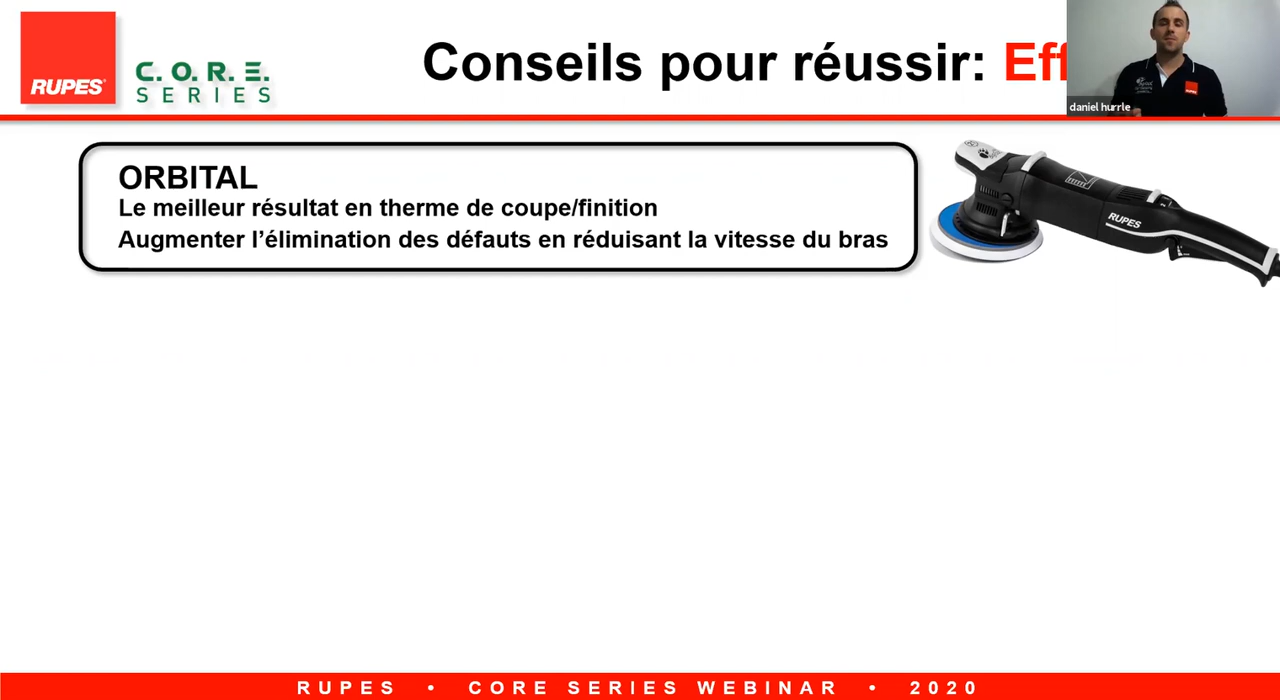 RUPES
C.O.R.E.
SERIES
Conseils pour réussir:
daniel hurrle
ORBITAL
Le meilleur résultat en therme de coupe/finition
Augmenter l’élimination des défauts en réduisant la vitesse du bras
RUPES
RUPES • CORE SERIES WEBINAR • 2020